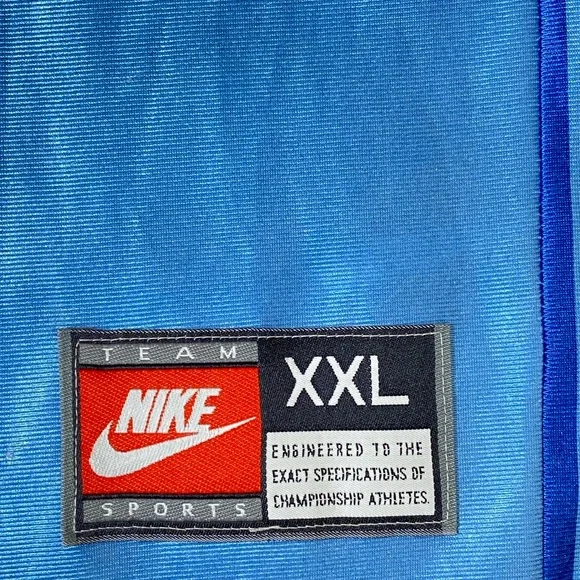 TEAM
NIKE
SPORTS
XXL
ENGINEERED TO THE
EXACT SPECIFICATIONS OF
CHAMPIONSHIP ATHLETES.